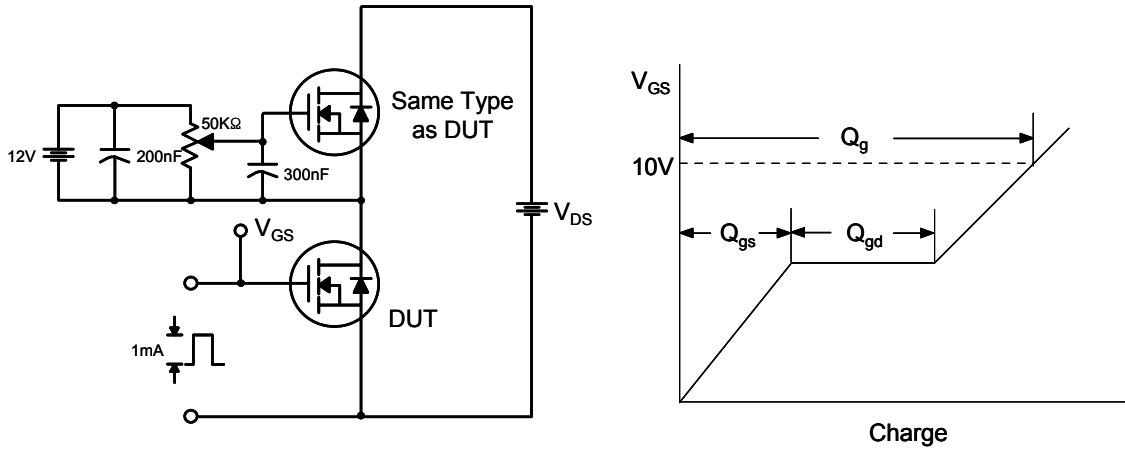 Same Type
as DUT
50KΩ
12V
200nF
300nF
V_GS
V_DS
DUT
1mA
V_GS
10V
Q_g
Q_gs
Q_gd
Charge